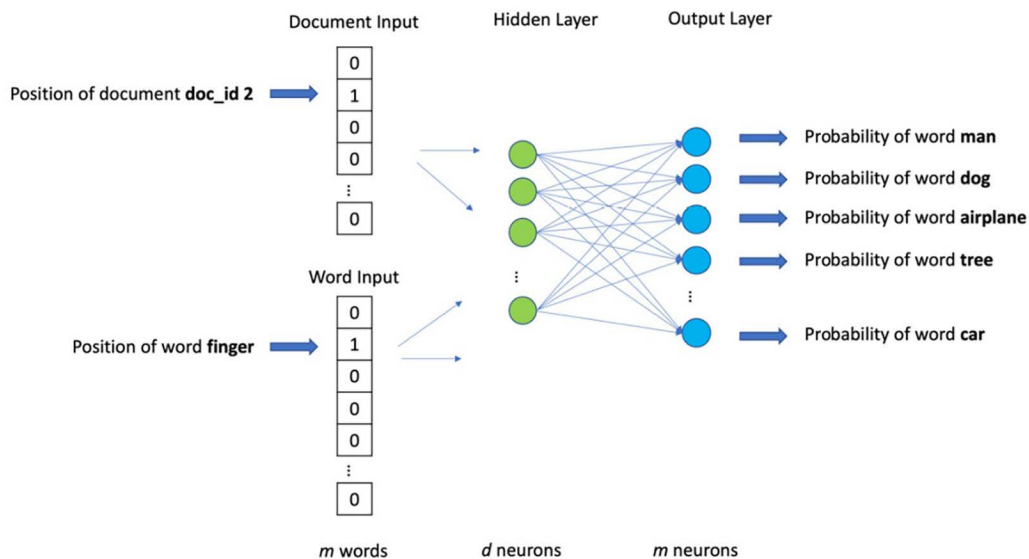 Document Input
Hidden Layer
Output Layer
Position of document doc_id 2
0
1
0
0
...
0
Probability of word man
Probability of word dog
Probability of word airplane
Probability of word tree
...
Probability of word car
...
Word Input
Position of word finger
0
1
0
0
0
...
0
m words
d neurons
m neurons